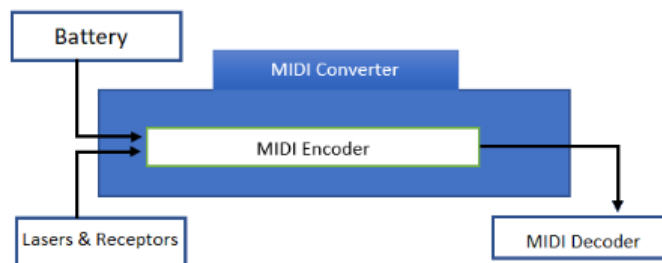 Battery
MIDI Converter
MIDI Encoder
Lasers & Receptors
MIDI Decoder